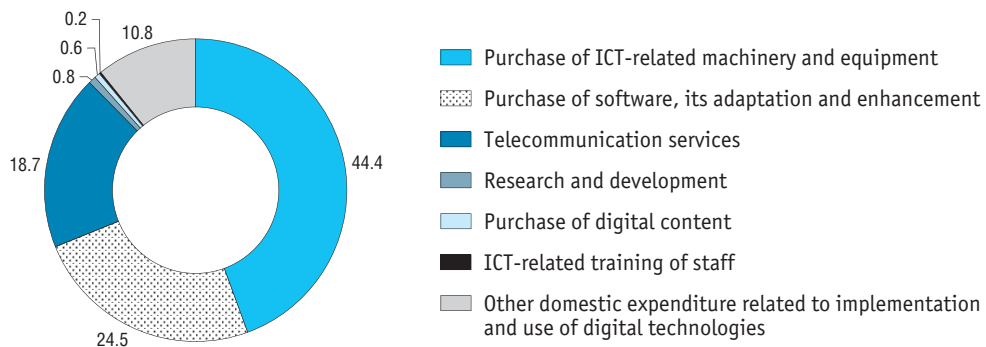 0.2
10.8
0.6
0.8
18.7
44.4
24.5
Purchase of ICT-related machinery and equipment
Purchase of software, its adaptation and enhancement
Telecommunication services
Research and development
Purchase of digital content
ICT-related training of staff
Other domestic expenditure related to implementation
and use of digital technologies